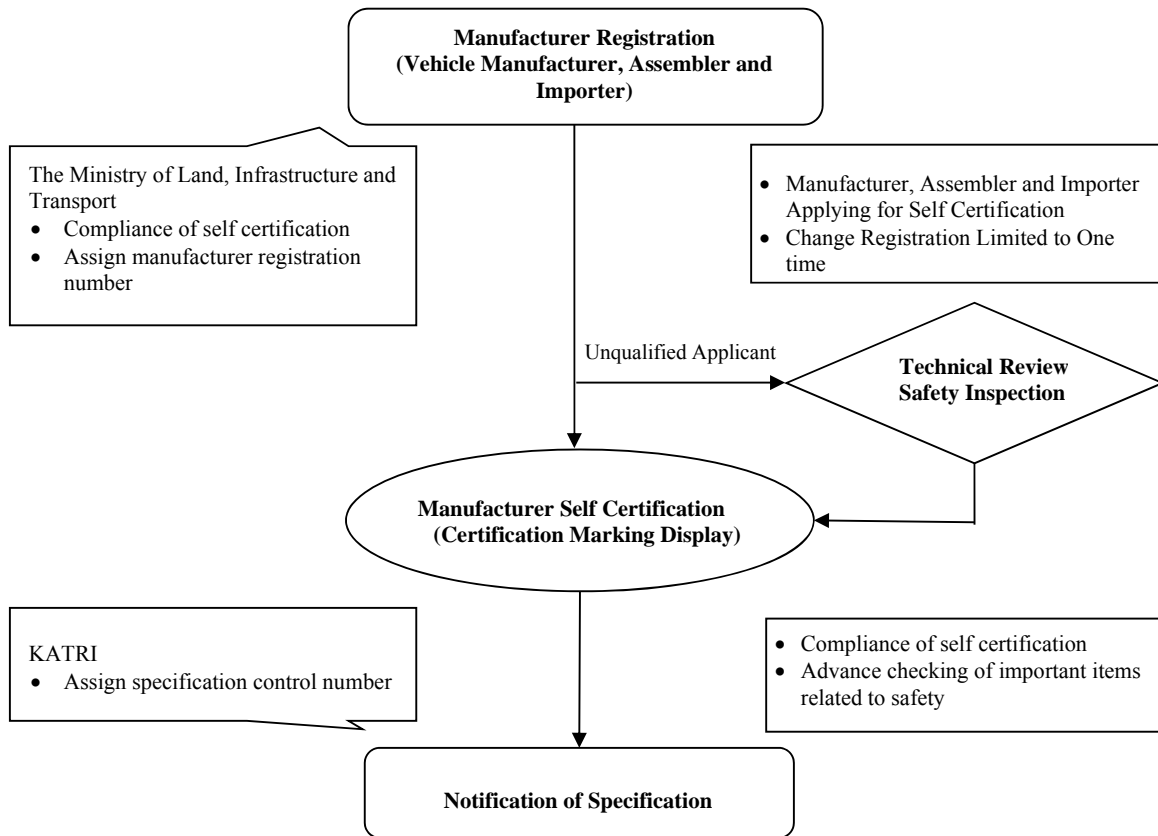 Manufacturer Registration
(Vehicle Manufacturer, Assembler and
Importer)
The Ministry of Land, Infrastructure and
Transport
• Compliance of self certification
• Assign manufacturer registration
number
• Manufacturer, Assembler and Importer
Applying for Self Certification
• Change Registration Limited to One
time
Unqualified Applicant
Technical Review
Safety Inspection
Manufacturer Self Certification
(Certification Marking Display)
KATRI
• Assign specification control number
• Compliance of self certification
• Advance checking of important items
related to safety
Notification of Specification